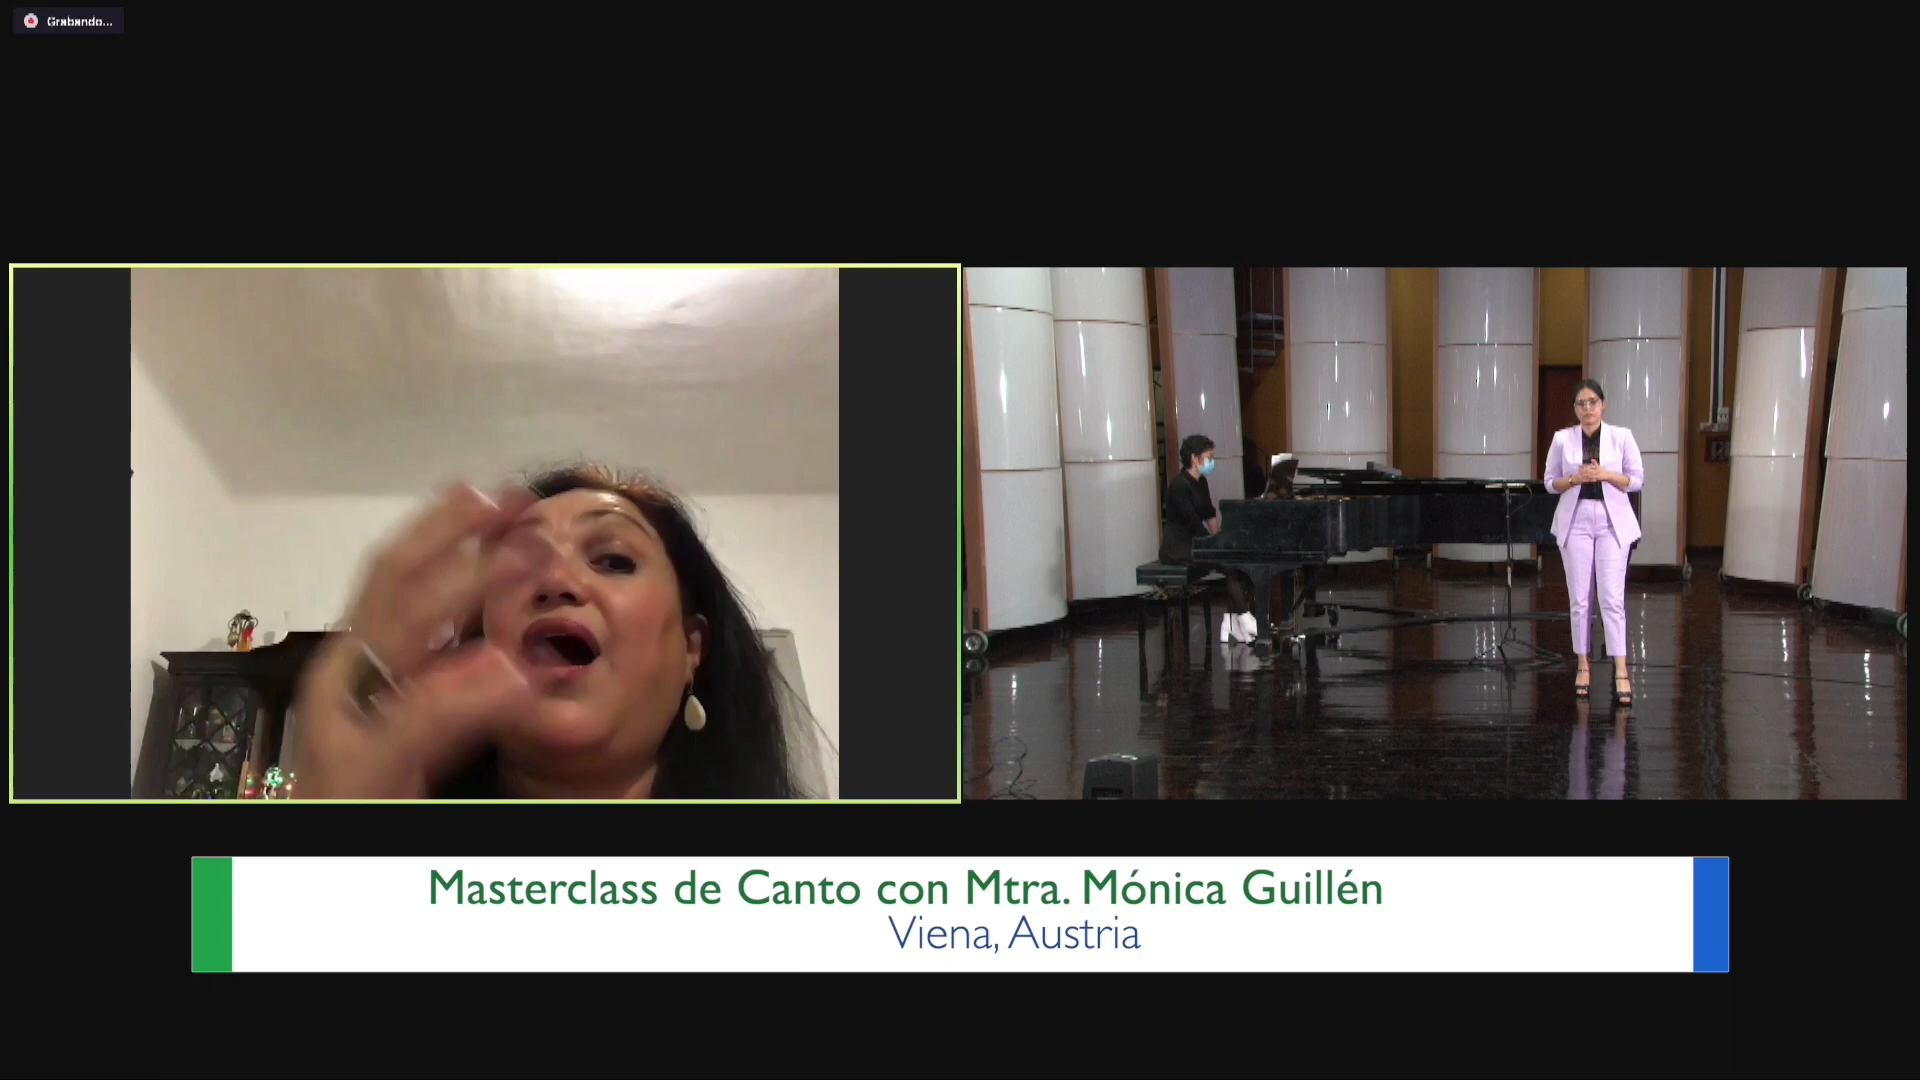 Grabando...
Masterclass de Canto con Mtra. Mónica Guillén
Viena, Austria